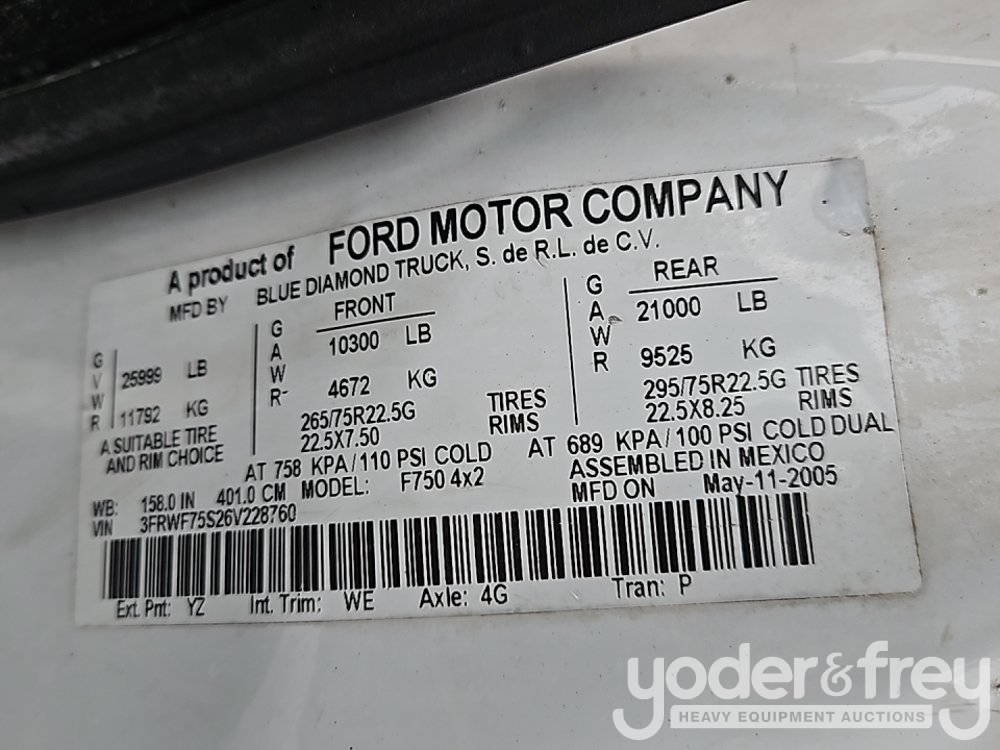 A product of FORD MOTOR COMPANY
MFD BY BLUE DIAMOND TRUCK, S. de R.L. de C.V.
GVWR 25999 LB
11792 KG
A SUITABLE TIRE
AND RIM CHOICE
GAWR FRONT
10300 LB
4672 KG
265/75R22.5G TIRES
22.5X7.50 RIMS
AT 758 KPA/110 PSI COLD
GAWR REAR
21000 LB
9525 KG
295/75R22.5G TIRES
22.5X8.25 RIMS
AT 689 KPA/100 PSI COLD DUAL
ASSEMBLED IN MEXICO
WB: 158.0 IN 401.0 CM MODEL: F750 4x2 MFD ON May-11-2005
VIN 3FRWF75S26V228760
Ext. Pnt: YZ Int. Trim: WE Axle: 4G Tran: P
yoder&frey
HEAVY EQUIPMENT AUCTIONS